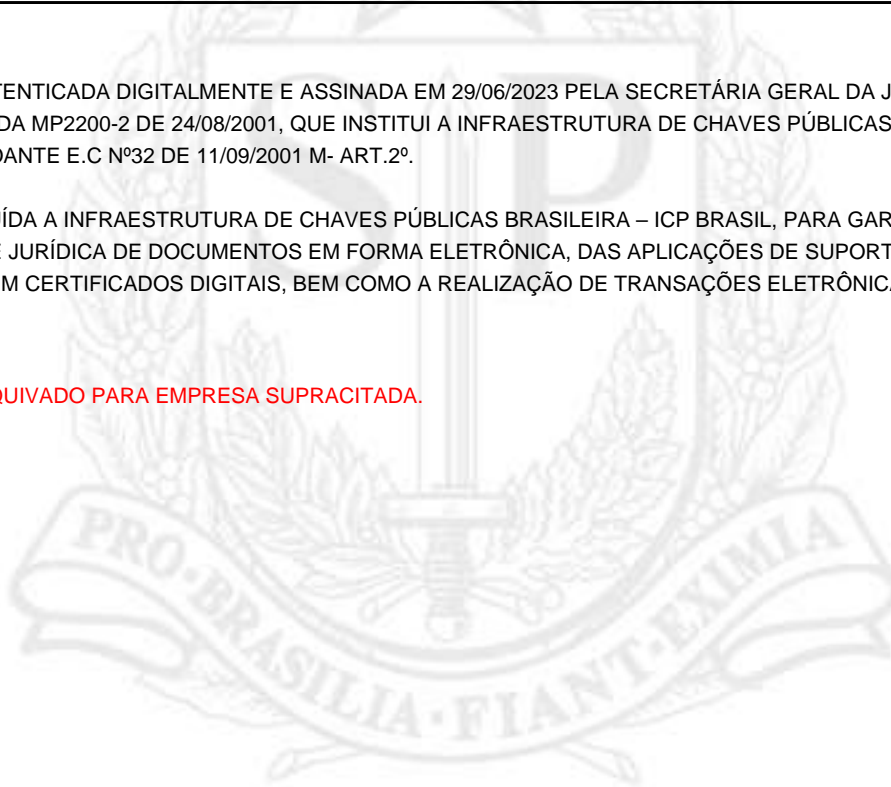 TENTICADA DIGITALMENTE E ASSINADA EM 29/06/2023 PELA SECRETÁRIA GERAL DA J
DA MP2200-2 DE 24/08/2001, QUE INSTITUI A INFRAESTRUTURA DE CHAVES PÚBLICAS
DANTE E.C Nº32 DE 11/09/2001 M- ART.2º.
ÍDA A INFRAESTRUTURA DE CHAVES PÚBLICAS BRASILEIRA – ICP BRASIL, PARA GAR
E JURÍDICA DE DOCUMENTOS EM FORMA ELETRÔNICA, DAS APLICAÇÕES DE SUPORT
M CERTIFICADOS DIGITAIS, BEM COMO A REALIZAÇÃO DE TRANSAÇÕES ELETRÔNICA
QUIVADO PARA EMPRESA SUPRACITADA.
SP
PRO·BRASILIA·FIANT·EXIMIA